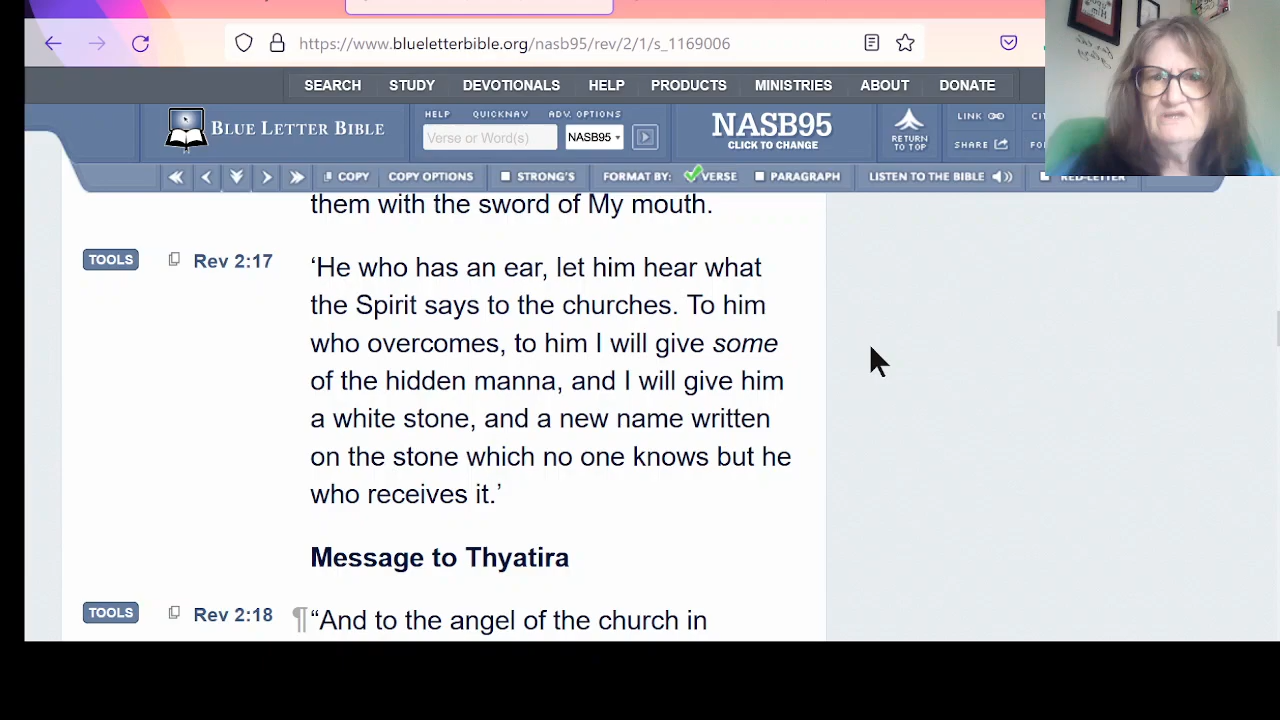 https://www.blueletterbible.org/nasb95/rev/2/1/s_1169006
SEARCH STUDY DEVOTIONALS HELP PRODUCTS MINISTRIES ABOUT DONATE
BLUE LETTER BIBLE
HELP QUICKNAV ADV. OPTIONS
Verse or Word(s) NASB95
NASB95
CLICK TO CHANGE
RETURN
TO TOP
LINK
SHARE
COPY COPY OPTIONS STRONG'S FORMAT BY: VERSE PARAGRAPH LISTEN TO THE BIBLE RED-LETTER
them with the sword of My mouth.
TOOLS Rev 2:17 ‘He who has an ear, let him hear what
the Spirit says to the churches. To him
who overcomes, to him I will give some
of the hidden manna, and I will give him
a white stone, and a new name written
on the stone which no one knows but he
who receives it.’
Message to Thyatira
TOOLS Rev 2:18 ¶“And to the angel of the church in